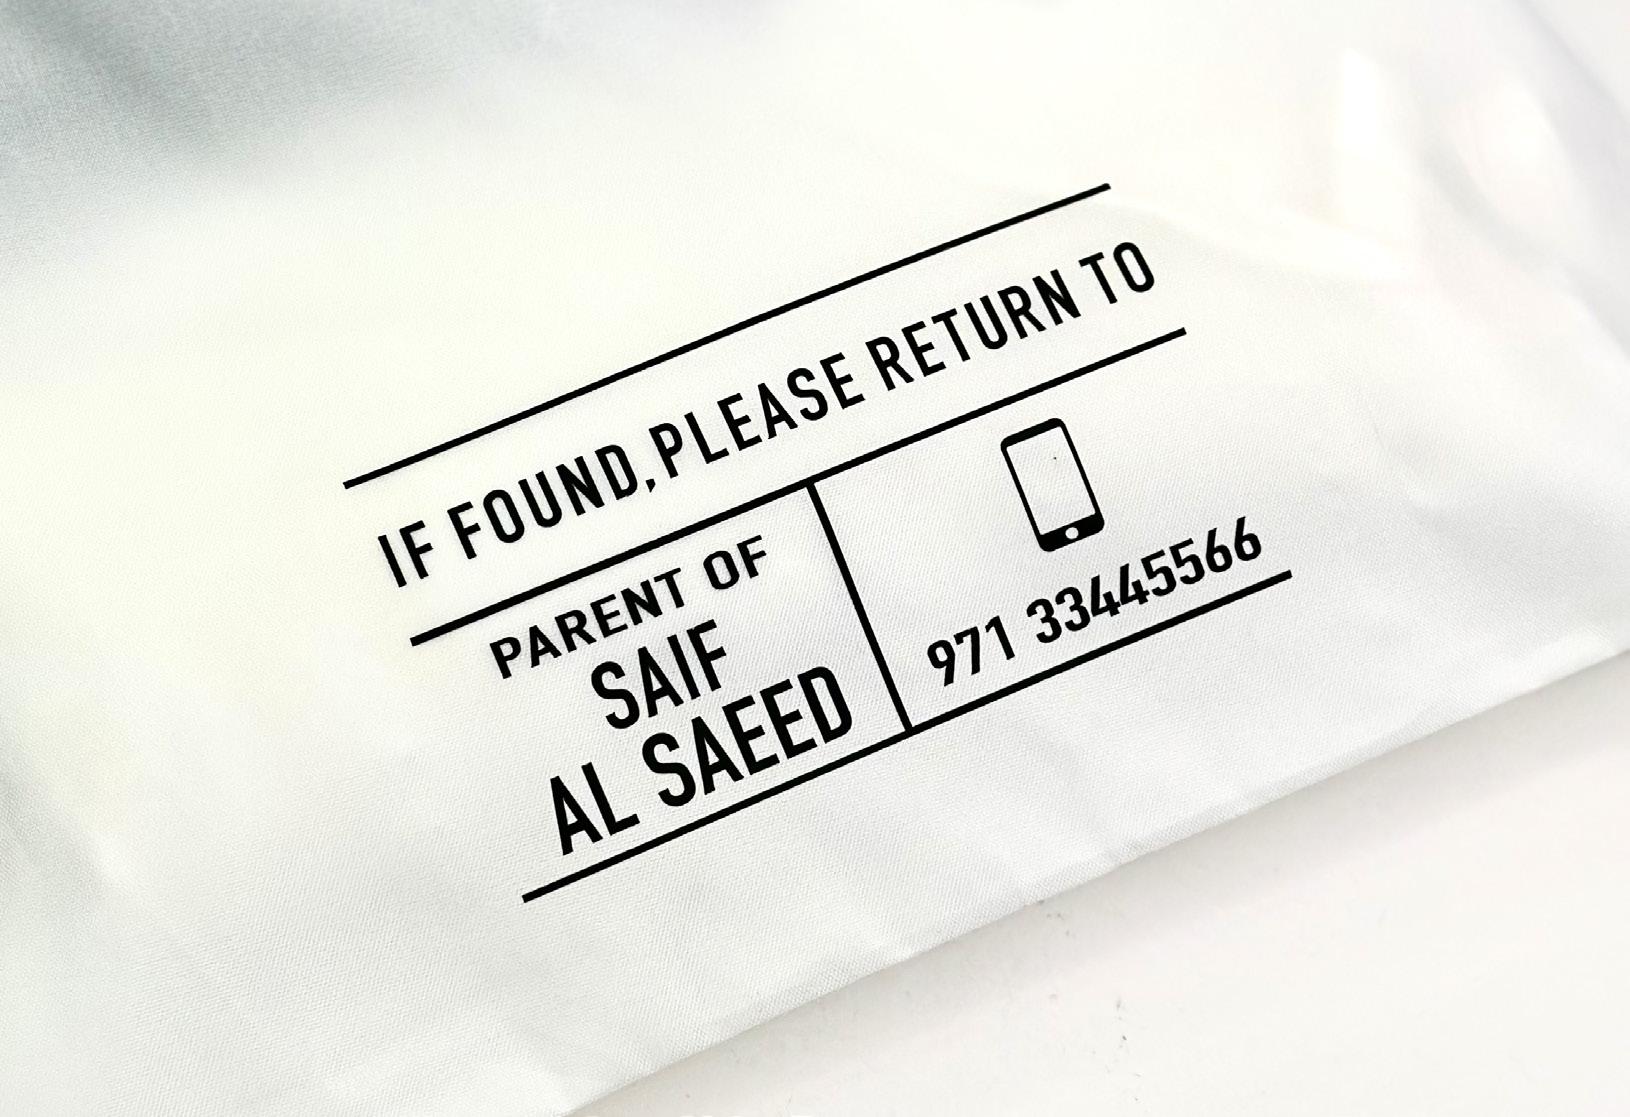 IF FOUND, PLEASE RETURN TO
PARENT OF
SAIF
AL SAEED
971 33445566